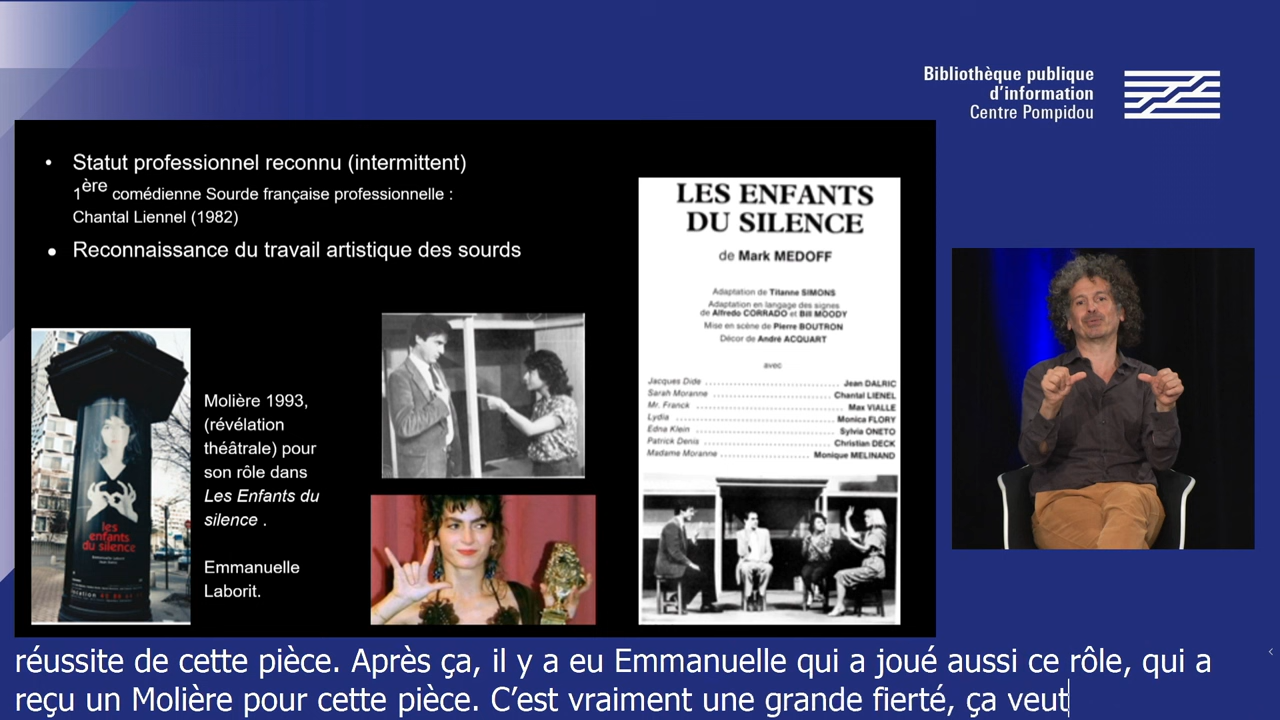 Bibliothèque publique
d'information
Centre Pompidou
• Statut professionnel reconnu (intermittent)
1ère comédienne Sourde française professionnelle :
Chantal Liennel (1982)
• Reconnaissance du travail artistique des sourds
Molière 1993,
(révélation
théâtrale) pour
son rôle dans
Les Enfants du
silence .
Emmanuelle
Laborit.
les
enfants
du silence
LES ENFANTS
DU SILENCE
de Mark MEDOFF
Adaptation de Titanne SIMONS
Adaptation en langage des signes
de Alfredo CORRADO et Bill MOODY
Mise en scène de Pierre BOUTRON
Décor de André ACQUART
avec
Jacques Dide Jean DALRIC
Sarah Moranne Chantal LIENEL
Mr. Franck Max VIALLE
Lydia Monica FLORY
Edna Klein Sylvia ONETO
Patrick Denis Christian DECK
Madame Moranne Monique MELINAND
réussite de cette pièce. Après ça, il y a eu Emmanuelle qui a joué aussi ce rôle, qui a
reçu un Molière pour cette pièce. C’est vraiment une grande fierté, ça veut